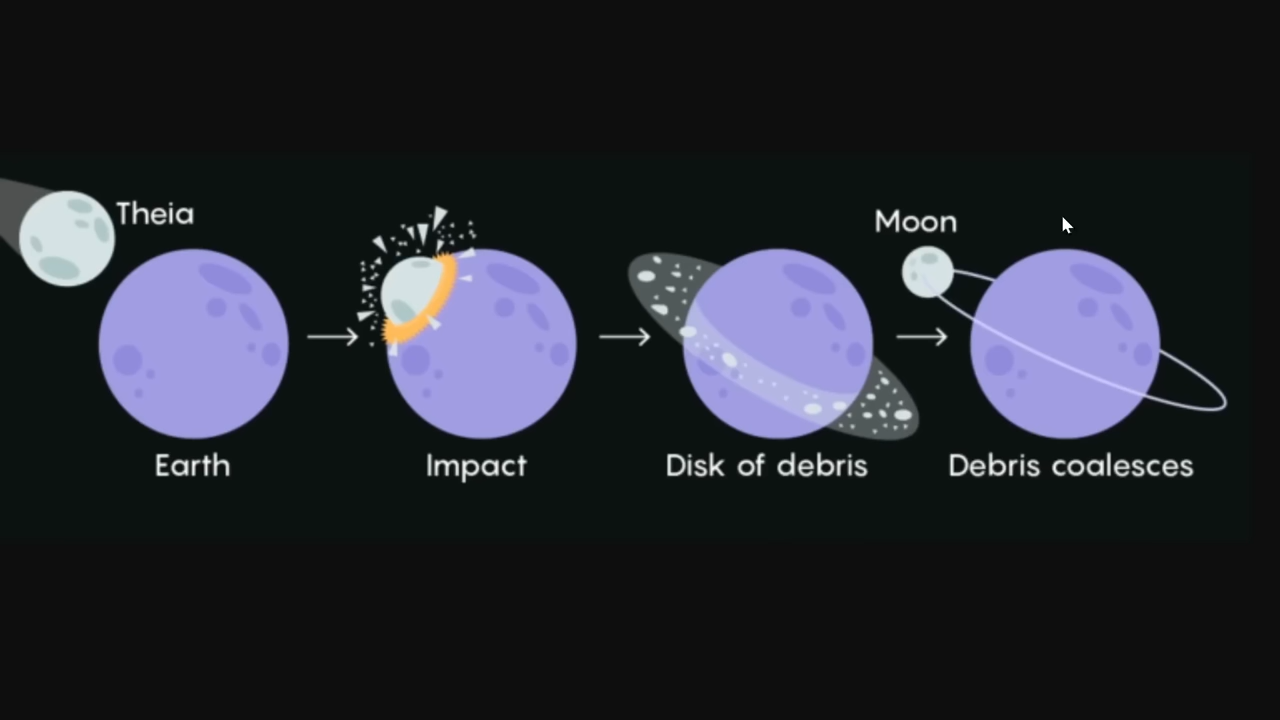 Theia
Moon
Earth
Impact
Disk of debris
Debris coalesces